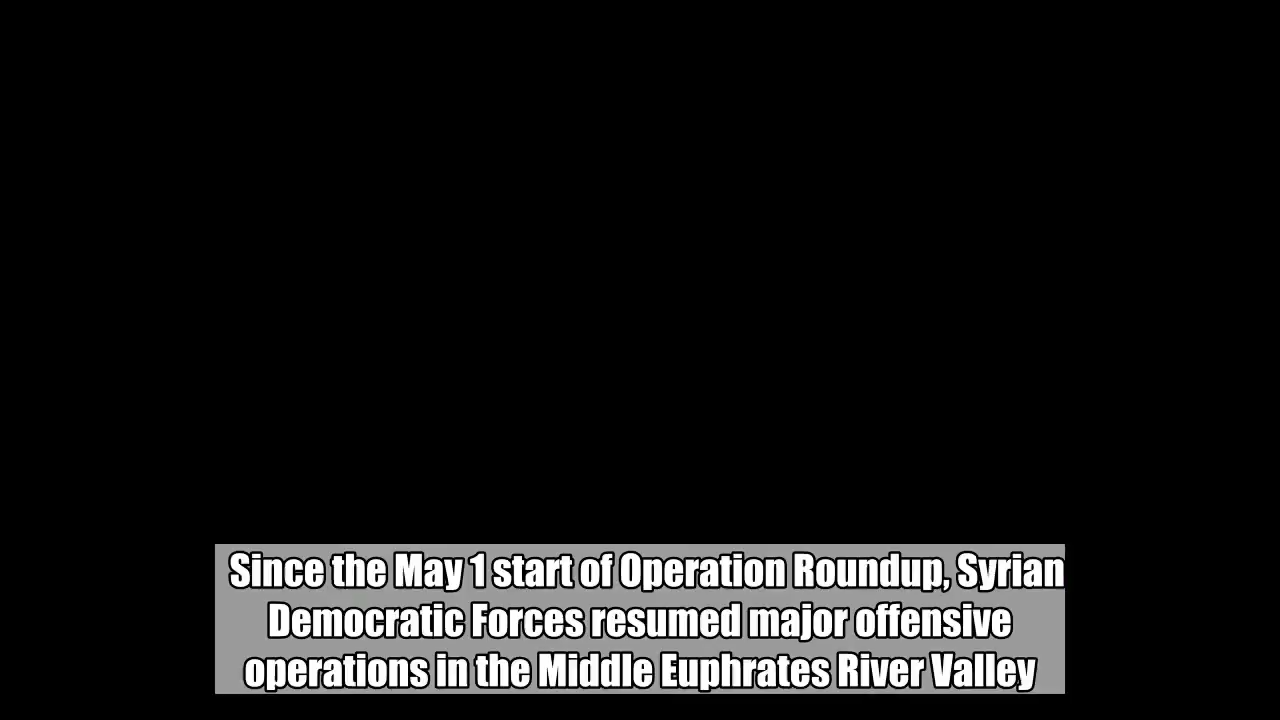 Since the May 1 start of Operation Roundup, Syrian
Democratic Forces resumed major offensive
operations in the Middle Euphrates River Valley